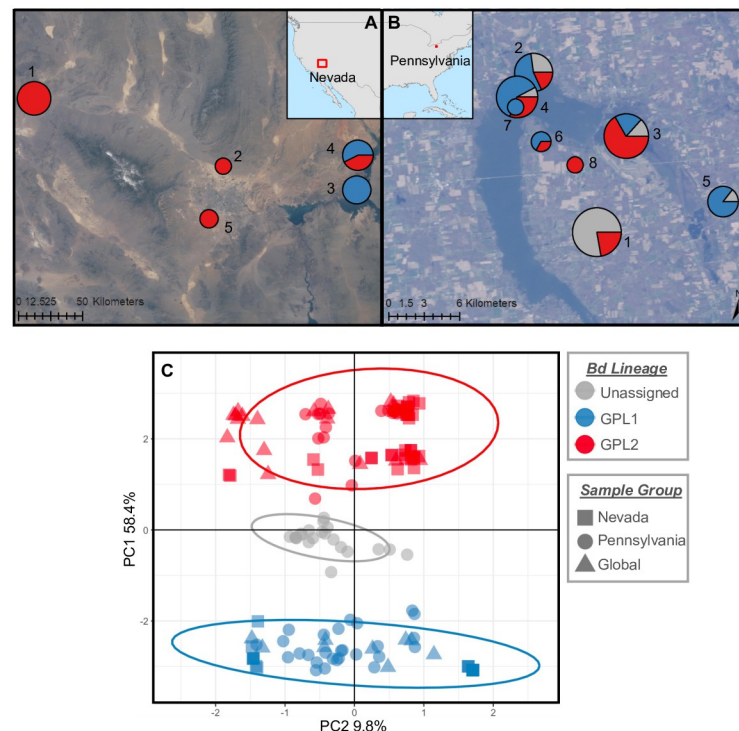 A
B
Nevada
Pennsylvania
1
2
4
3
5
0 12.525 50 Kilometers
2
4
7
6
3
8
5
1
0 1.5 3 6 Kilometers
C
PC1 58.4%
2
0
-2
-2
-1
0
1
2
PC2 9.8%
Bd Lineage
Unassigned
GPL1
GPL2
Sample Group
Nevada
Pennsylvania
Global